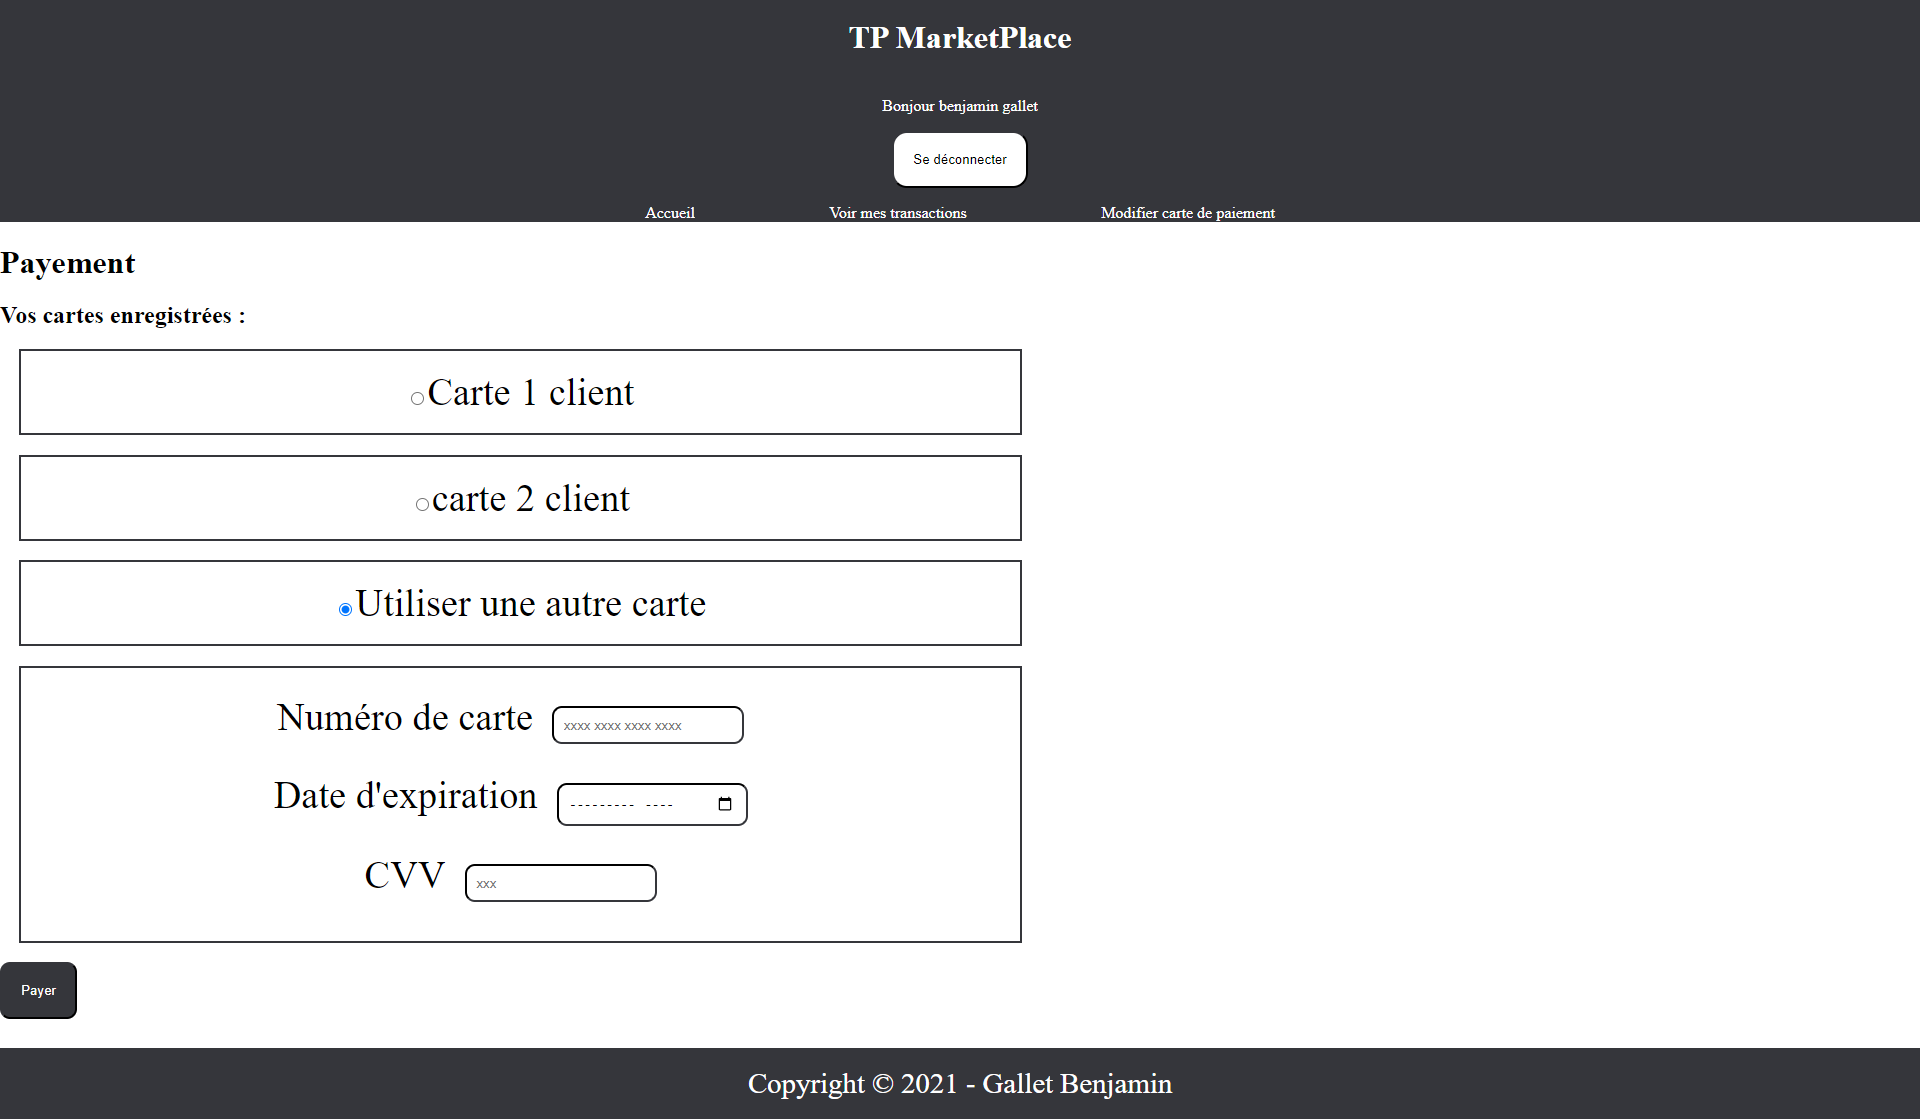 TP MarketPlace
Bonjour benjamin gallet
Se déconnecter
Accueil Voir mes transactions Modifier carte de paiement
Payement
Vos cartes enregistrées :
Carte 1 client
carte 2 client
Utiliser une autre carte
Numéro de carte xxxx xxxx xxxx xxxx
Date d'expiration --------- ----
CVV xxx
Payer
Copyright © 2021 - Gallet Benjamin